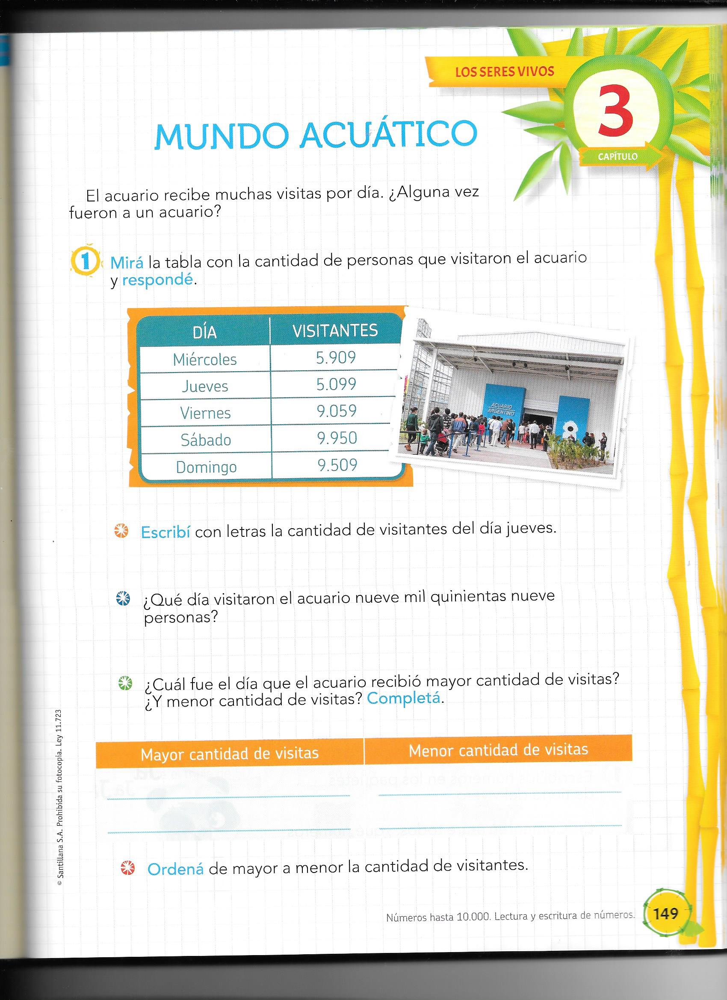 LOS SERES VIVOS
3
CAPÍTULO
MUNDO ACUÁTICO
El acuario recibe muchas visitas por día. ¿Alguna vez
fueron a un acuario?
1 Mirá la tabla con la cantidad de personas que visitaron el acuario
y respondé.
DÍA VISITANTES
Miércoles 5.909
Jueves 5.099
Viernes 9.059
Sábado 9.950
Domingo 9.509
ACUARIO
ARGENTINO
Escribí con letras la cantidad de visitantes del día jueves.
¿Qué día visitaron el acuario nueve mil quinientas nueve
personas?
¿Cuál fue el día que el acuario recibió mayor cantidad de visitas?
¿Y menor cantidad de visitas? Completá.
Mayor cantidad de visitas Menor cantidad de visitas
Ordená de mayor a menor la cantidad de visitantes.
© Santillana S.A. Prohibida su fotocopia. Ley 11.723
Números hasta 10.000. Lectura y escritura de números.
149